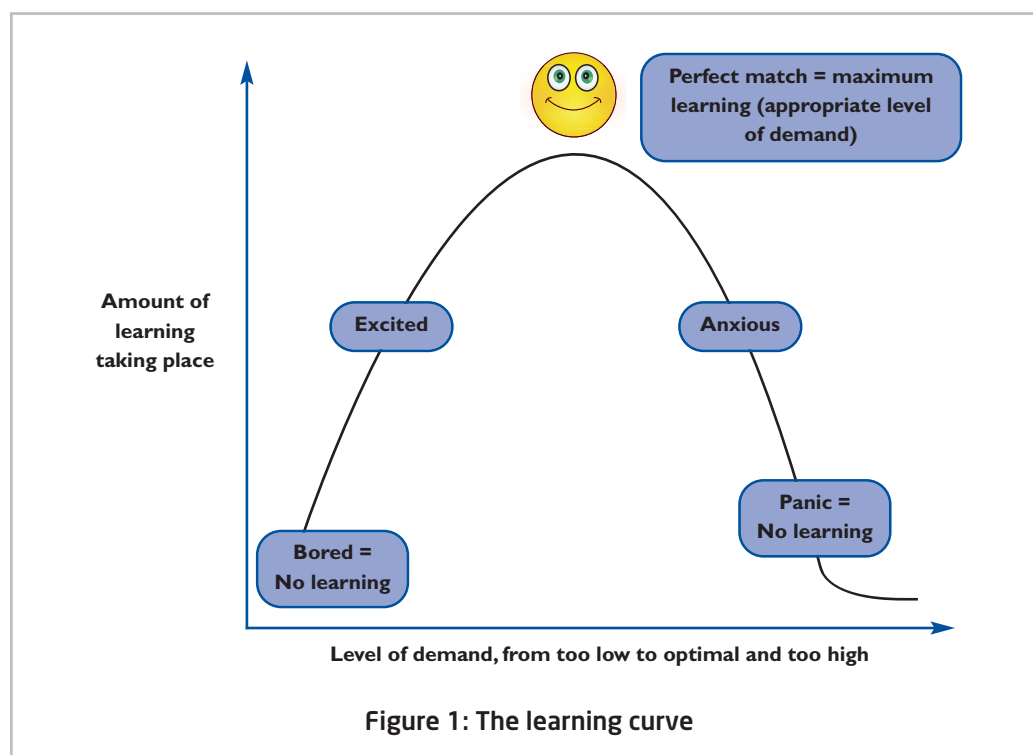 Perfect match = maximum
learning (appropriate level
of demand)
Amount of
learning
taking place
Excited
Anxious
Bored =
No learning
Panic =
No learning
Level of demand, from too low to optimal and too high
Figure 1: The learning curve